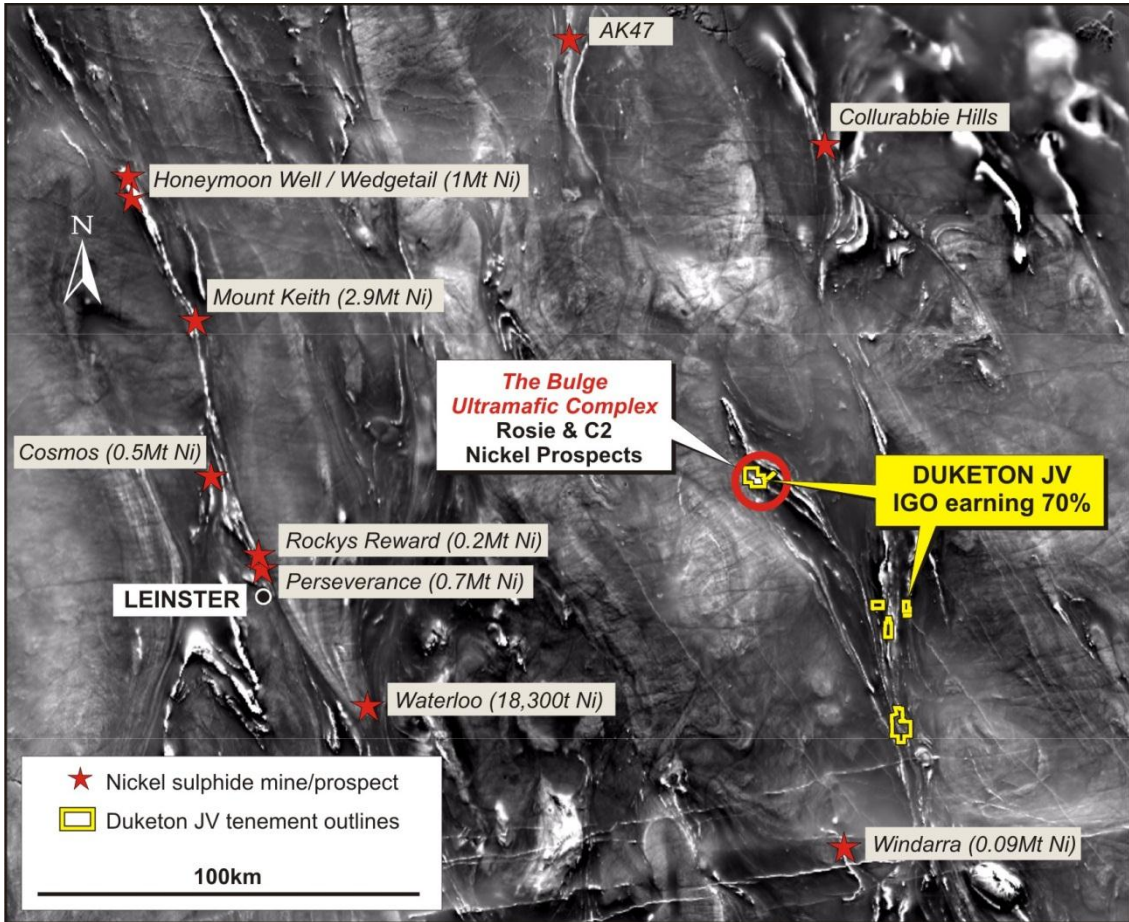 AK47
Collurabbie Hills
Honeymoon Well / Wedgetail (1Mt Ni)
N
Mount Keith (2.9Mt Ni)
The Bulge
Ultramafic Complex
Rosie & C2
Nickel Prospects
Cosmos (0.5Mt Ni)
DUKETON JV
IGO earning 70%
Rockys Reward (0.2Mt Ni)
Perseverance (0.7Mt Ni)
LEINSTER
Waterloo (18,300t Ni)
Nickel sulphide mine/prospect
Duketon JV tenement outlines
100km
Windarra (0.09Mt Ni)